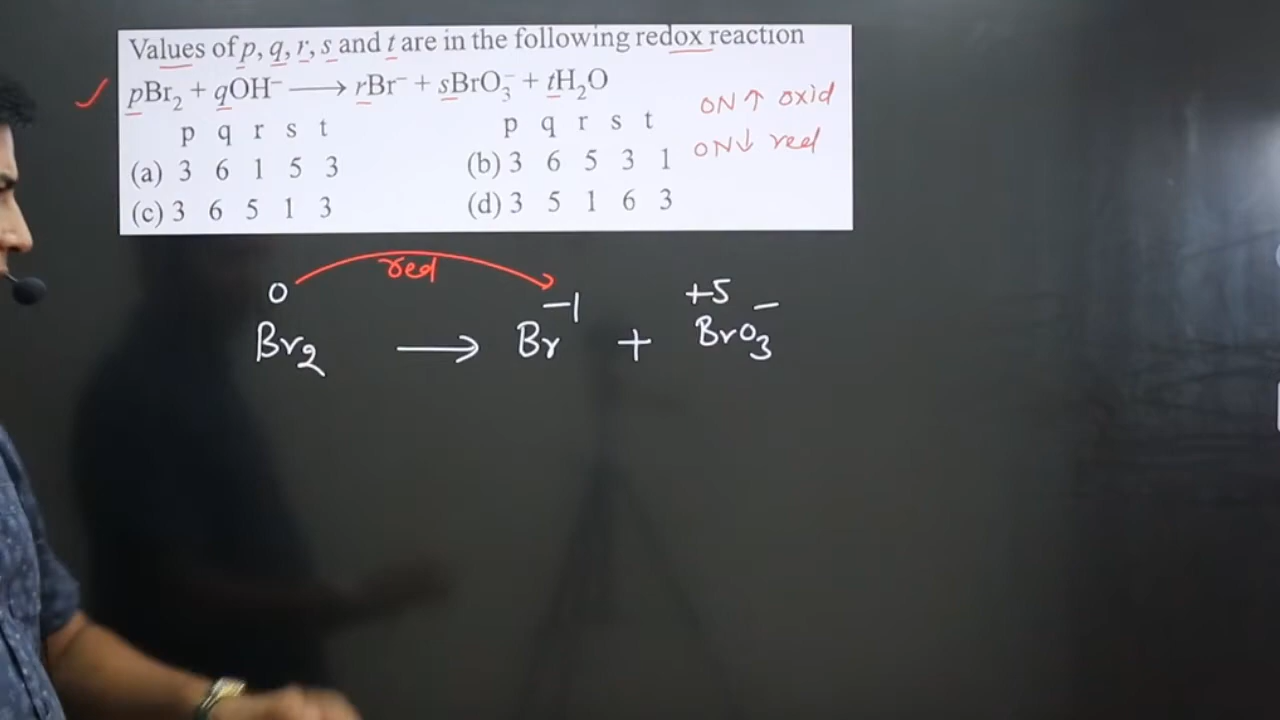 Values of p, q, r, s and t are in the following redox reaction
pBr₂ + qOH⁻ ⟶ rBr⁻ + sBrO₃⁻ + tH₂O
p q r s t
p q r s t
(a) 3 6 1 5 3
(b) 3 6 5 3 1
(c) 3 6 5 1 3
(d) 3 5 1 6 3
ON↑ oxid
ON↓ red
red
0 -1 +5 -
Br₂ ⟶ Br + BrO₃